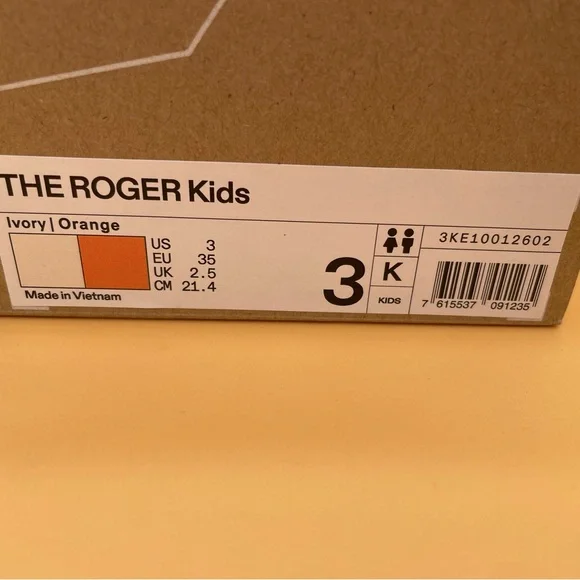 THE ROGER Kids
Ivory | Orange
US 3
EU 35
UK 2.5
CM 21.4
Made in Vietnam
3
K
KIDS
3KE10012602
7 615537 091235